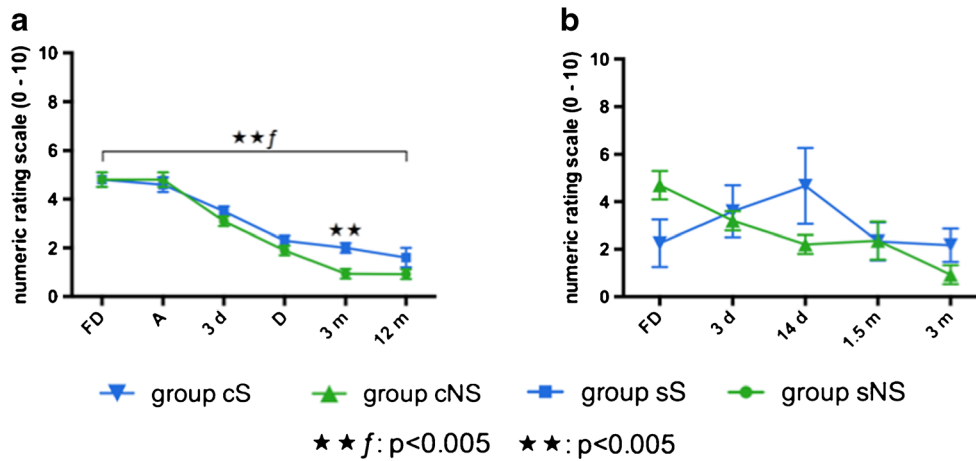 a
numeric rating scale (0 - 10)
10
8
6
4
2
0
★★ƒ
★★
FD
A
3 d
D
3 m
12 m
b
numeric rating scale (0 - 10)
10
8
6
4
2
0
FD
3 d
14 d
1.5 m
3 m
group cS group cNS group sS group sNS
★★ƒ: p<0.005 ★★: p<0.005